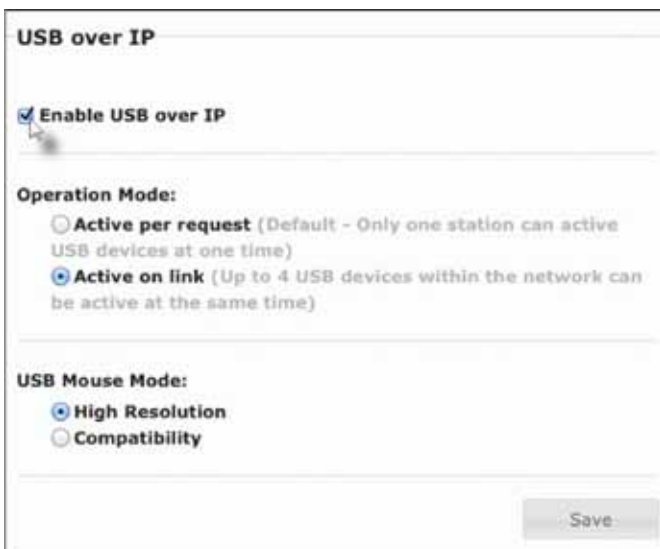 USB over IP
Enable USB over IP
Operation Mode:
Active per request (Default - Only one station can active
USB devices at one time)
Active on link (Up to 4 USB devices within the network can
be active at the same time)
USB Mouse Mode:
High Resolution
Compatibility
Save